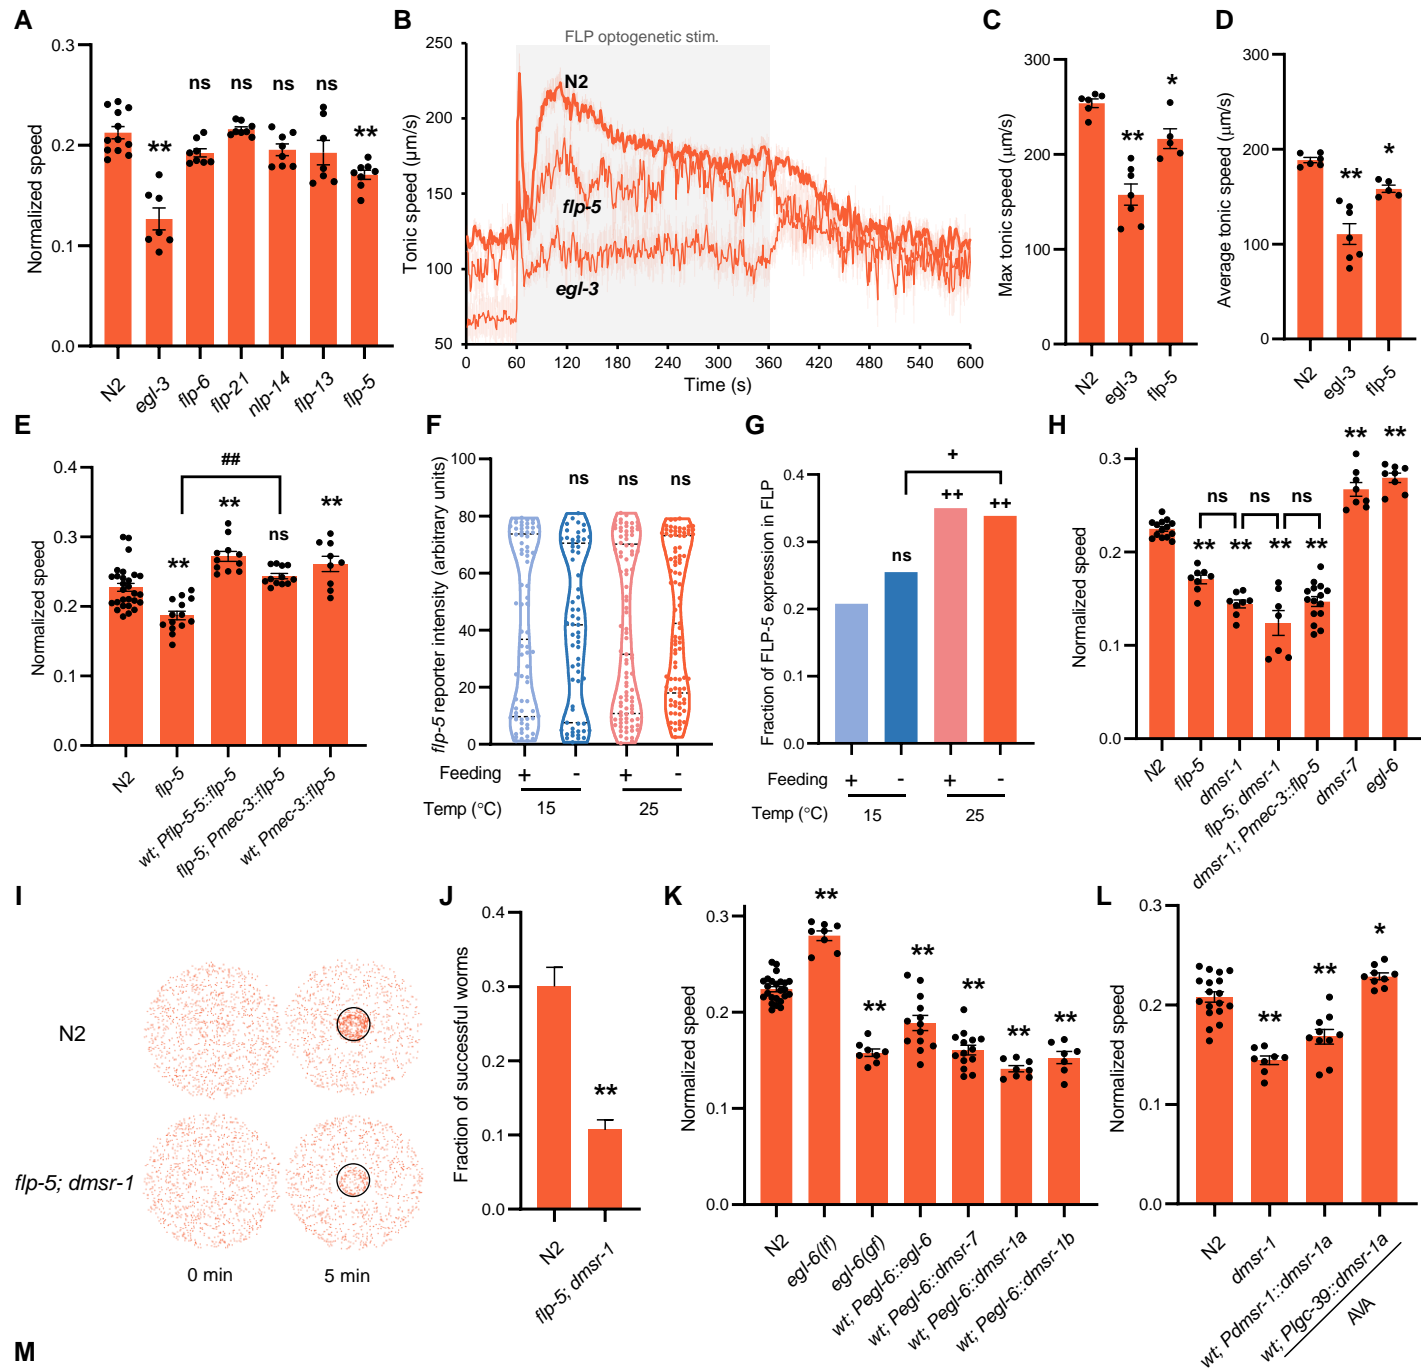 A
0.3
0.2
0.1
0.0
Normalized speed
**
ns
ns
ns
ns
**
N2
egl-3
flp-6
flp-21
nlp-14
flp-13
flp-5
B
FLP optogenetic stim.
250
200
150
100
50
Tonic speed (µm/s)
N2
flp-5
egl-3
0
60
120
180
240
300
360
420
480
540
600
Time (s)
C
300
200
100
0
Max tonic speed (µm/s)
**
*
N2
egl-3
flp-5
D
300
200
100
0
Average tonic speed (µm/s)
**
*
N2
egl-3
flp-5
E
0.4
0.3
0.2
0.1
0.0
Normalized speed
##
**
**
ns
**
N2
flp-5
wt; Pflp-5-5::flp-5
flp-5; Pmec-3::flp-5
wt; Pmec-3::flp-5
F
100
80
60
40
20
0
flp-5 reporter intensity (arbitrary units)
ns
ns
ns
Feeding
+
-
+
-
Temp (°C)
15
25
G
0.4
0.3
0.2
0.1
0.0
Fraction of FLP-5 expression in FLP
+
ns
++
++
Feeding
+
-
+
-
Temp (°C)
15
25
H
0.3
0.2
0.1
0.0
Normalized speed
ns
ns
ns
**
**
**
**
**
**
N2
flp-5
dmsr-1
flp-5; dmsr-1
dmsr-1; Pmec-3::flp-5
dmsr-7
egl-6
I
N2
flp-5; dmsr-1
0 min
5 min
J
0.4
0.3
0.2
0.1
0.0
Fraction of successful worms
**
N2
flp-5; dmsr-1
K
0.3
0.2
0.1
0.0
Normalized speed
**
**
**
**
**
**
N2
egl-6(lf)
egl-6(gf)
wt; Pegl-6::egl-6
wt; Pegl-6::dmsr-7
wt; Pegl-6::dmsr-1a
wt; Pegl-6::dmsr-1b
L
0.3
0.2
0.1
0.0
Normalized speed
**
**
*
N2
dmsr-1
wt; Pdmsr-1::dmsr-1a
wt; Plgc-39::dmsr-1a
AVA
M